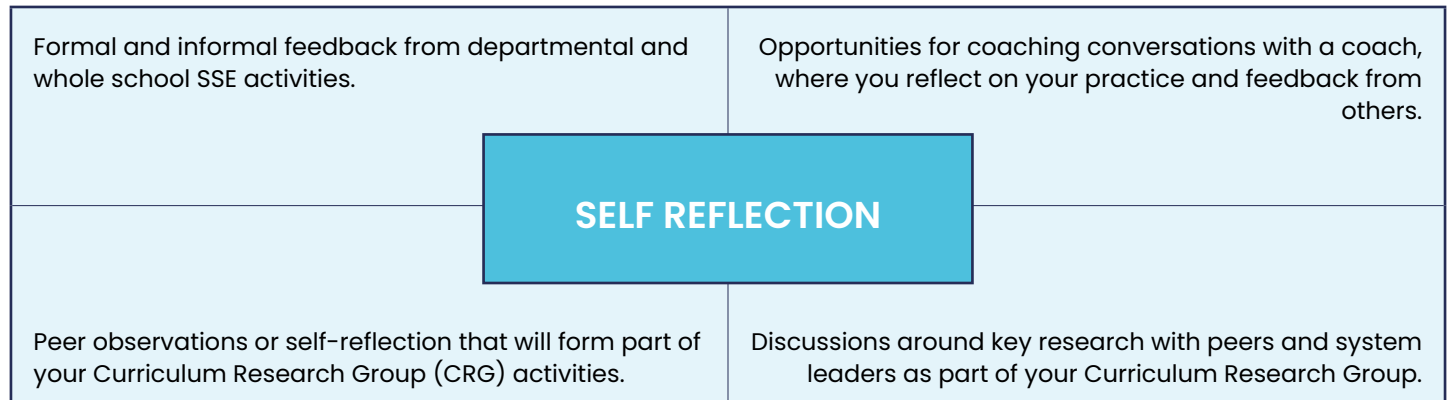 Formal and informal feedback from departmental and
whole school SSE activities.
Opportunities for coaching conversations with a coach,
where you reflect on your practice and feedback from
others.
SELF REFLECTION
Peer observations or self-reflection that will form part of
your Curriculum Research Group (CRG) activities.
Discussions around key research with peers and system
leaders as part of your Curriculum Research Group.